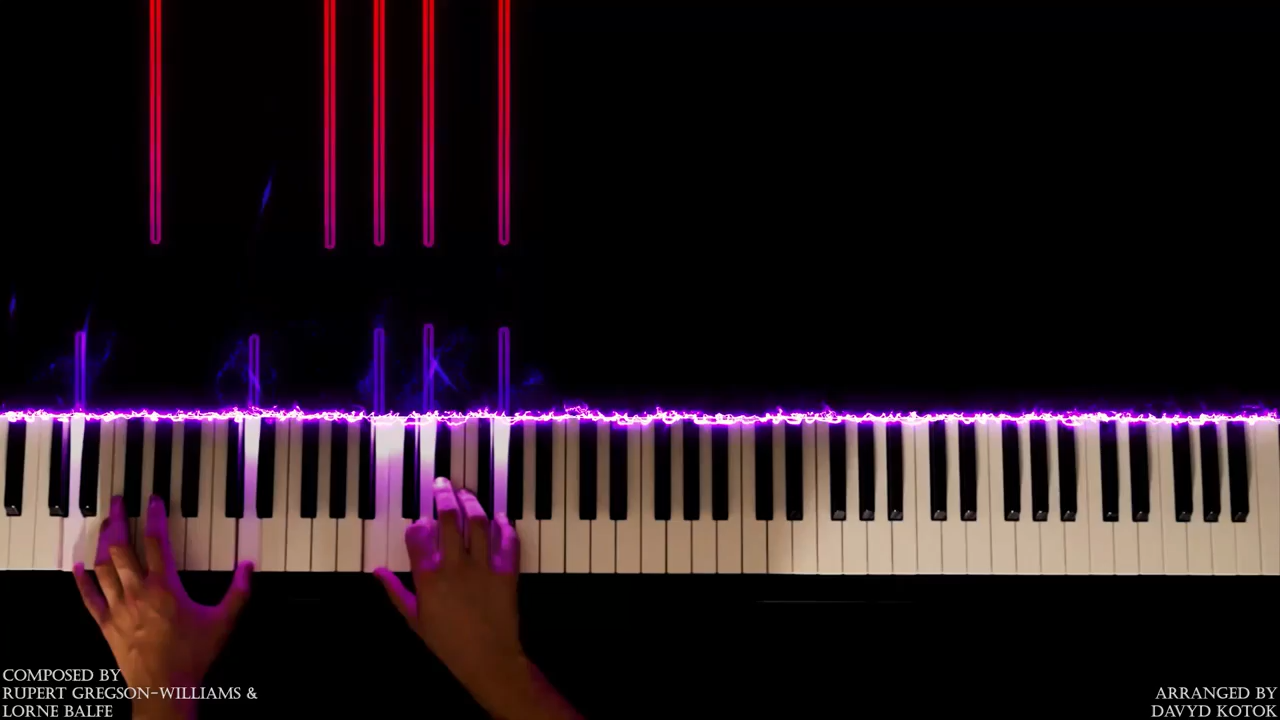 COMPOSED BY
RUPERT GREGSON-WILLIAMS &
LORNE BALFE
ARRANGED BY
DAVYD KOTOK